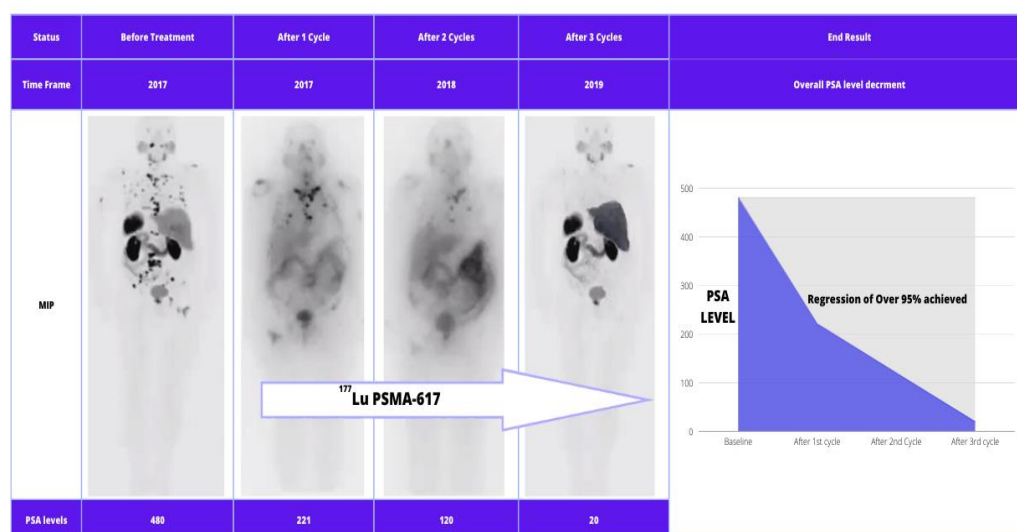 Status Before Treatment After 1 Cycle After 2 Cycles After 3 Cycles End Result
Time Frame 2017 2017 2018 2019 Overall PSA level decrment
MIP
500
400
300
200
100
0
PSA
LEVEL
Regression of Over 95% achieved
Baseline After 1st cycle After 2nd Cycle After 3rd cycle
¹⁷⁷Lu PSMA-617
PSA levels 480 221 120 20